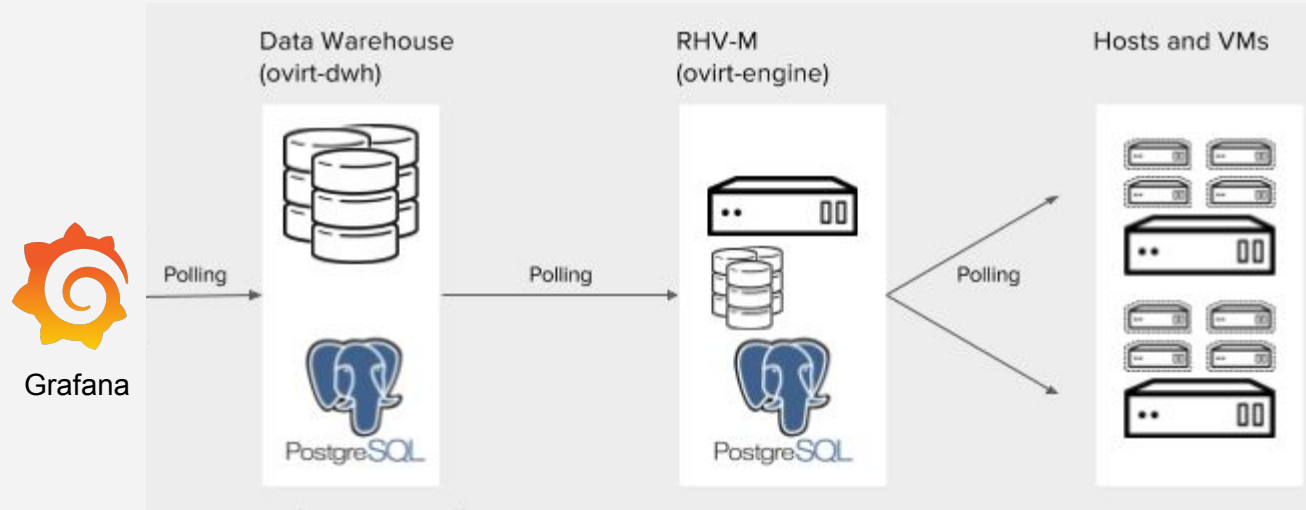 Data Warehouse
(ovirt-dwh)
RHV-M
(ovirt-engine)
Hosts and VMs
Polling
Polling
Polling
Grafana
PostgreSQL
PostgreSQL